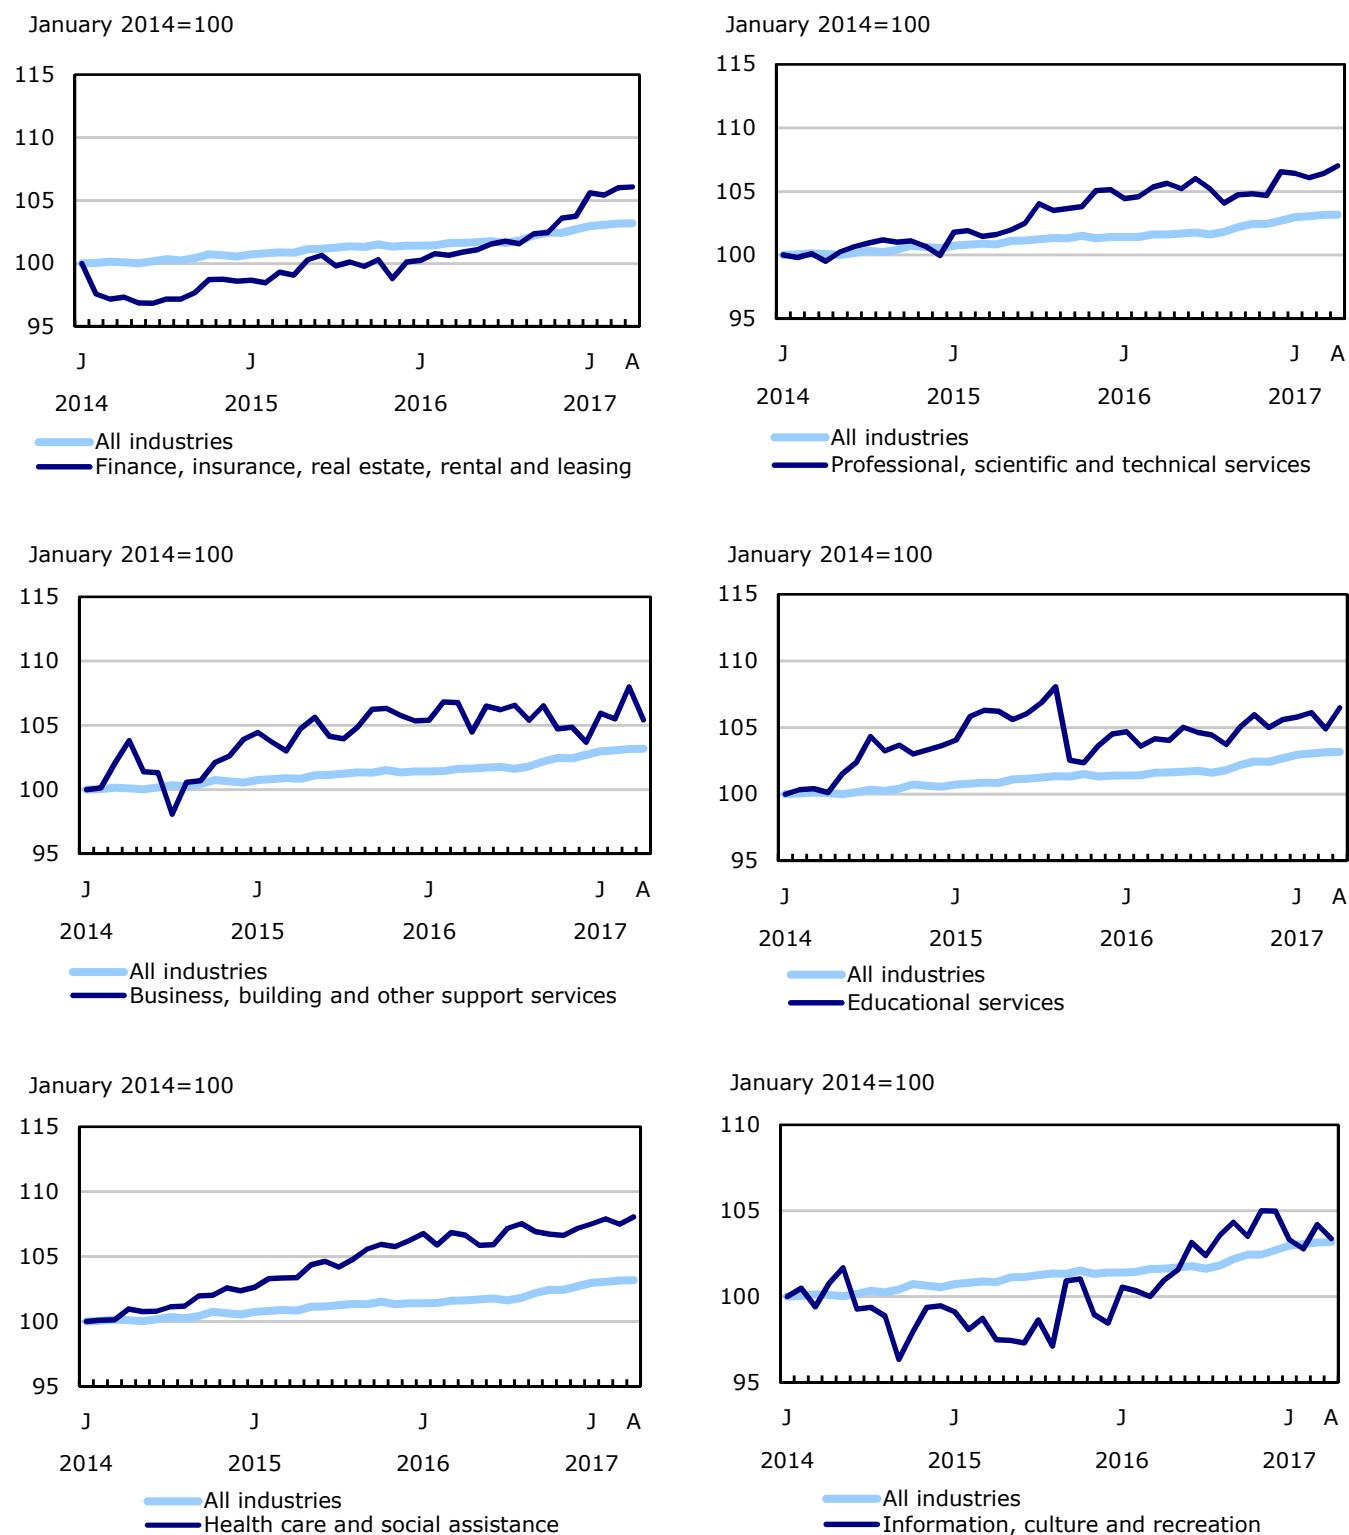 January 2014=100
115
110
105
100
95
J J J J A
2014 2015 2016 2017
All industries
Finance, insurance, real estate, rental and leasing
January 2014=100
115
110
105
100
95
J J J J A
2014 2015 2016 2017
All industries
Professional, scientific and technical services
January 2014=100
115
110
105
100
95
J J J J A
2014 2015 2016 2017
All industries
Business, building and other support services
January 2014=100
115
110
105
100
95
J J J J A
2014 2015 2016 2017
All industries
Educational services
January 2014=100
115
110
105
100
95
J J J J A
2014 2015 2016 2017
All industries
Health care and social assistance
January 2014=100
110
105
100
95
J J J J A
2014 2015 2016 2017
All industries
Information, culture and recreation